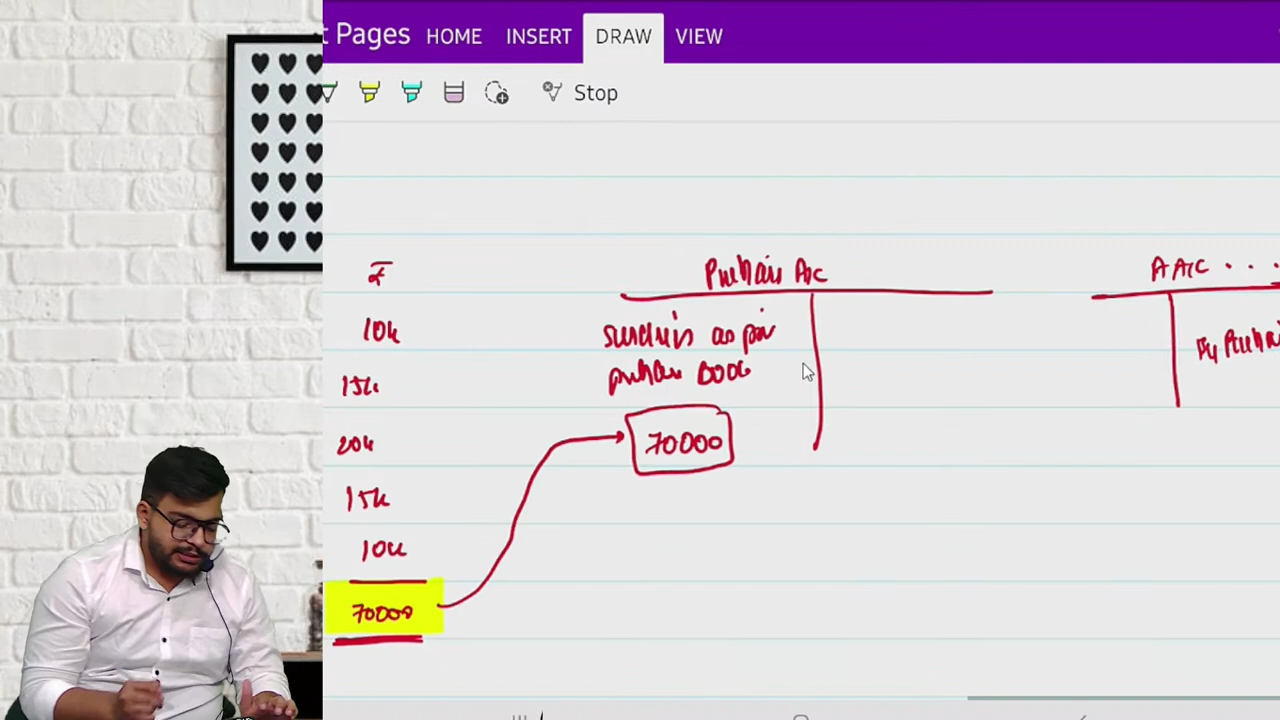 t Pages HOME INSERT DRAW VIEW
Stop
₹
10k
15k
20k
15k
10k
70000
Purchase A/c
Sundries as per
purchase Book
70000
A A/c . . .
By Purchase